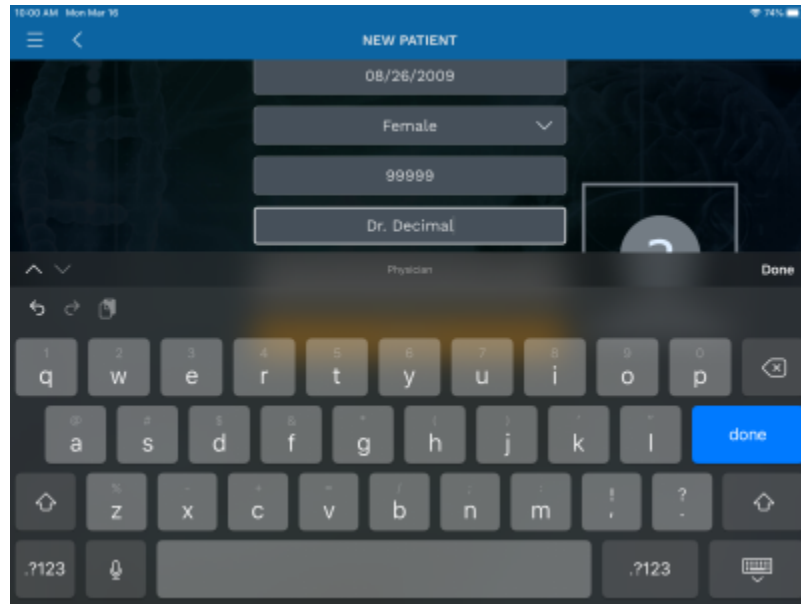 10:00 AM Mon Mar 16 74%
NEW PATIENT
08/26/2009
Female
99999
Dr. Decimal
?
Physician
Done
1 2 3 4 5 6 7 8 9 0
q w e r t y u i o p
@ # $ & * ( ) ' "
a s d f g h j k l done
% - + = / ; : ! ?
z x c v b n m , .
.?123 .?123